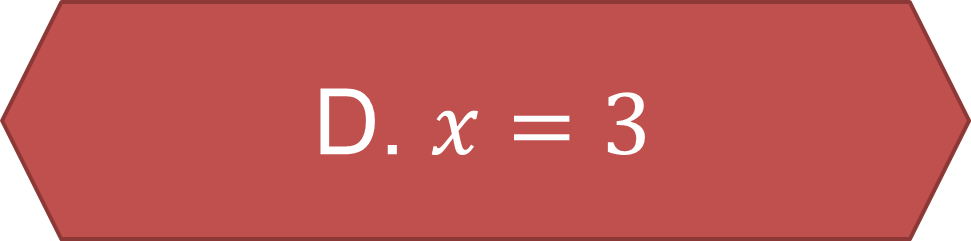 D. x = 3